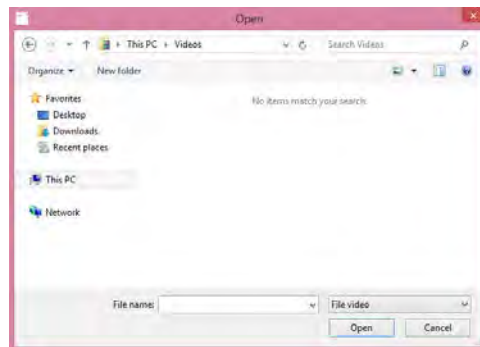 Open
This PC Videos
Search Videos
Organize
New folder
Favorites
No items match your search.
Desktop
Downloads
Recent places
This PC
Network
File name:
File video
Open
Cancel